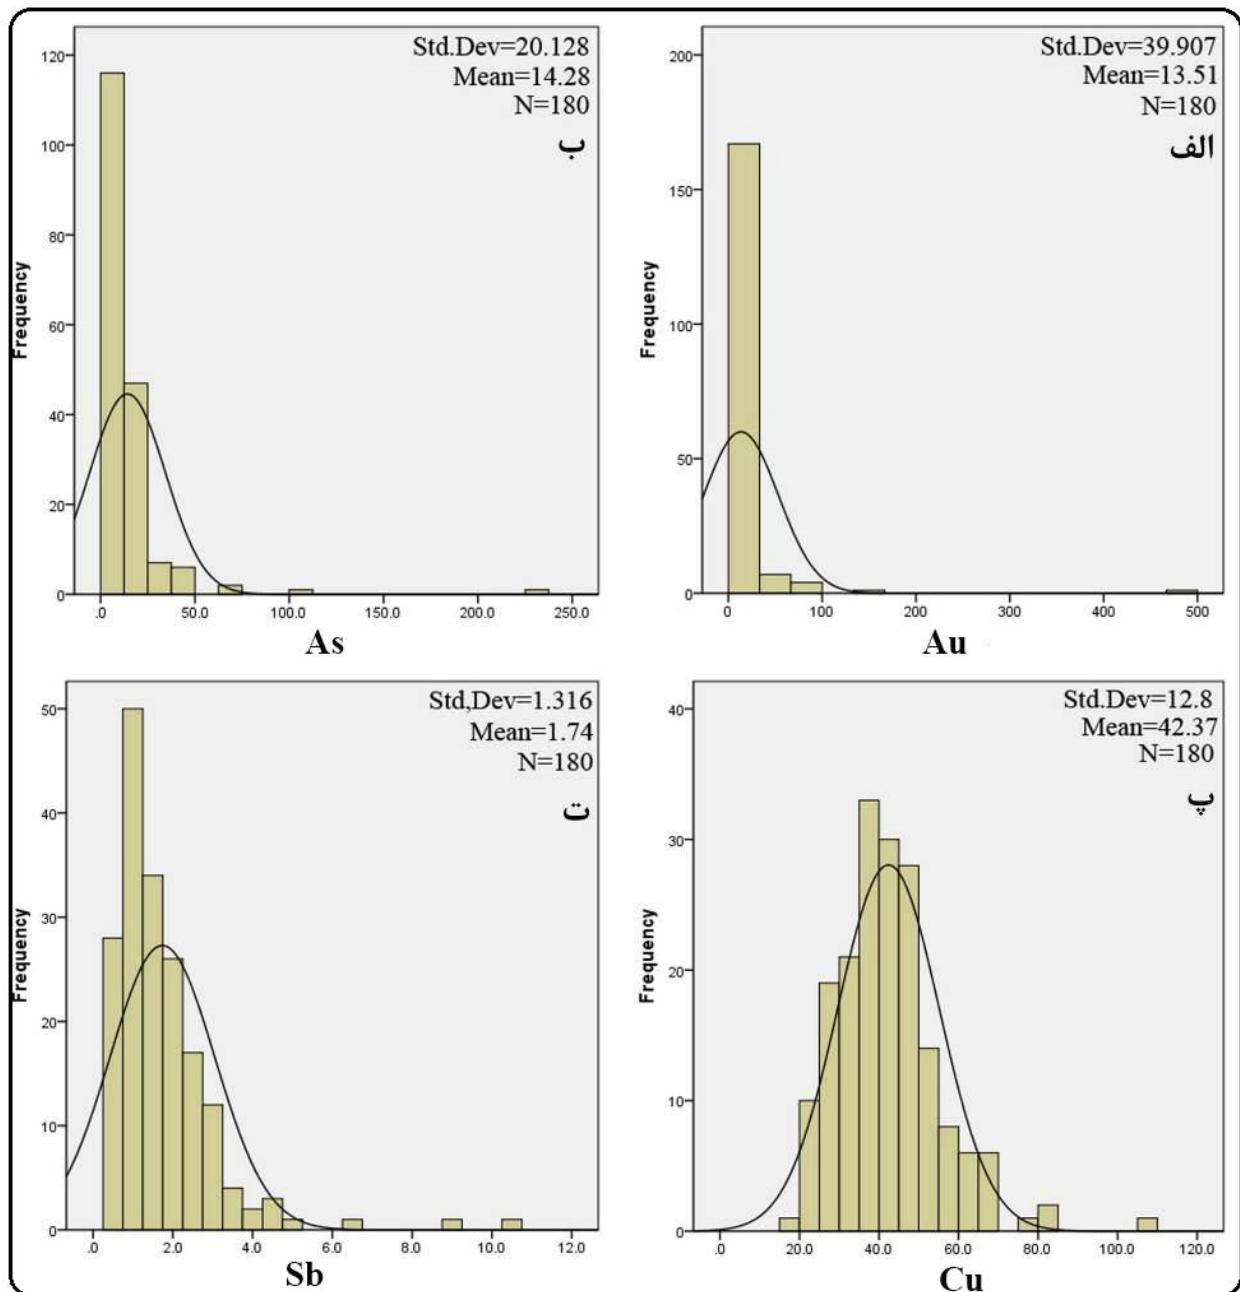 Std.Dev=20.128
Mean=14.28
N=180
ب
120
100
80
60
40
20
0
Frequency
.0 50.0 100.0 150.0 200.0 250.0
As
Std.Dev=39.907
Mean=13.51
N=180
الف
200
150
100
50
0
Frequency
0 100 200 300 400 500
Au
Std,Dev=1.316
Mean=1.74
N=180
ت
50
40
30
20
10
0
Frequency
.0 2.0 4.0 6.0 8.0 10.0 12.0
Sb
Std.Dev=12.8
Mean=42.37
N=180
پ
40
30
20
10
0
Frequency
.0 20.0 40.0 60.0 80.0 100.0 120.0
Cu